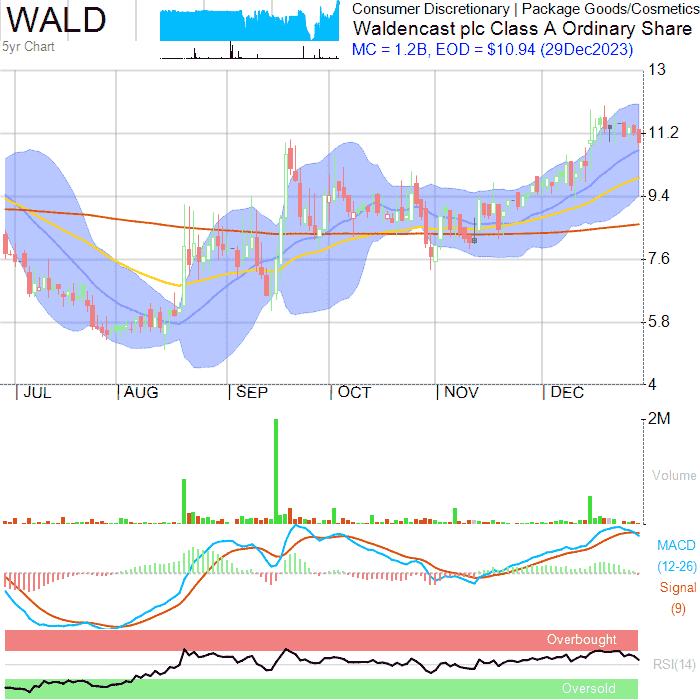 WALD
5yr Chart
Consumer Discretionary | Package Goods/Cosmetics
Waldencast plc Class A Ordinary Share
MC = 1.2B, EOD = $10.94 (29Dec2023)
13
11.2
9.4
7.6
5.8
4
JUL AUG SEP OCT NOV DEC
2M
Volume
MACD
(12-26)
Signal
(9)
Overbought
RSI(14)
Oversold